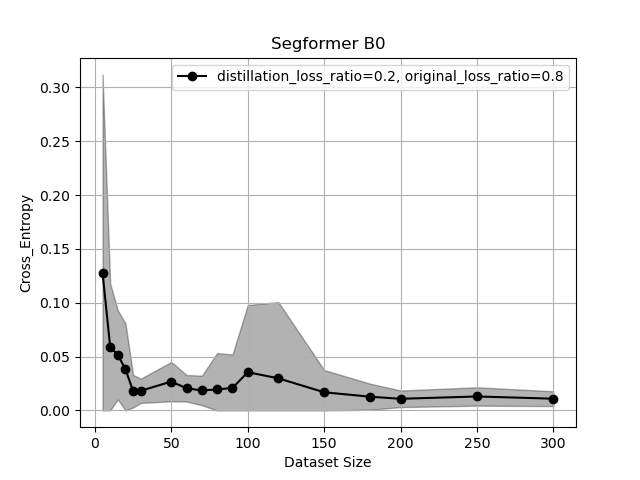 Segformer B0
distillation_loss_ratio=0.2, original_loss_ratio=0.8
0.30
0.25
0.20
0.15
0.10
0.05
0.00
Cross_Entropy
0 50 100 150 200 250 300
Dataset Size